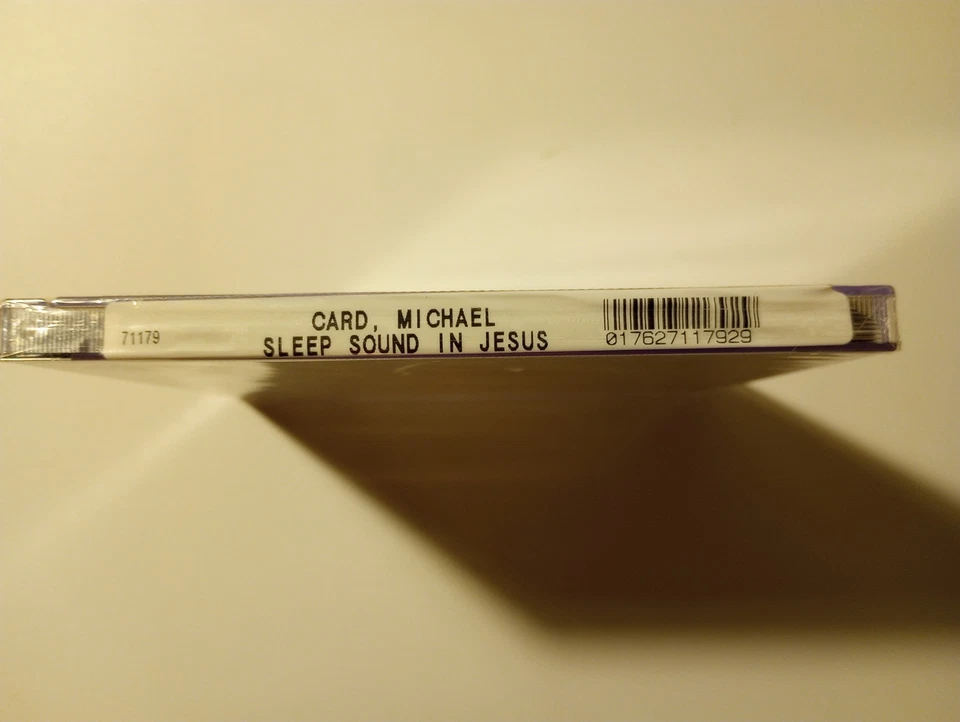 71179
CARD, MICHAEL
SLEEP SOUND IN JESUS
017627117929